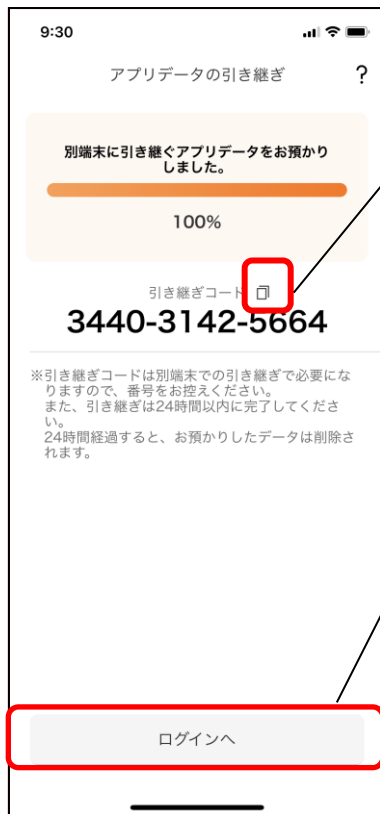 9:30
アプリデータの引き継ぎ ?
別端末に引き継ぐアプリデータをお預かり
しました。
100%
引き継ぎコード
3440-3142-5664
※引き継ぎコードは別端末での引き継ぎで必要にな
りますので、番号をお控えください。
また、引き継ぎは24時間以内に完了してくださ
い。
24時間経過すると、お預かりしたデータは削除さ
れます。
ログインへ